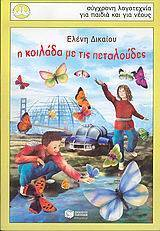 σύγχρονη λογοτεχνία
για παιδιά και για νέους
Ελένη Δικαίου
η κοιλάδα με τις πεταλούδες